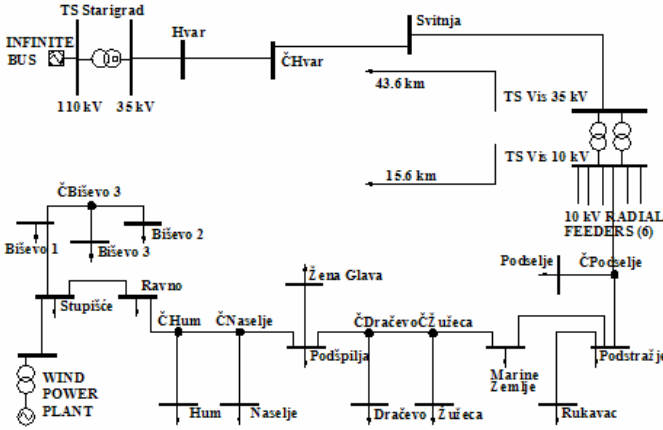 TS Starigrad
INFINITE
BUS
110 kV
35 kV
Hvar
ČHvar
Svitnja
43.6 km
TS Vis 35 kV
15.6 km
TS Vis 10 kV
10 kV RADIAL
FEEDERS (6)
ČBiševo 3
Biševo 1
Biševo 3
Biševo 2
Podselje
ČPodselje
Žena Glava
Stupišće
Ravno
ČHum
ČNaselje
Podšpilja
ČDračevo
ČŽužeca
Marine
Zemlje
Podstražje
WIND
POWER
PLANT
Hum
Naselje
Dračevo
Žužeca
Rukavac